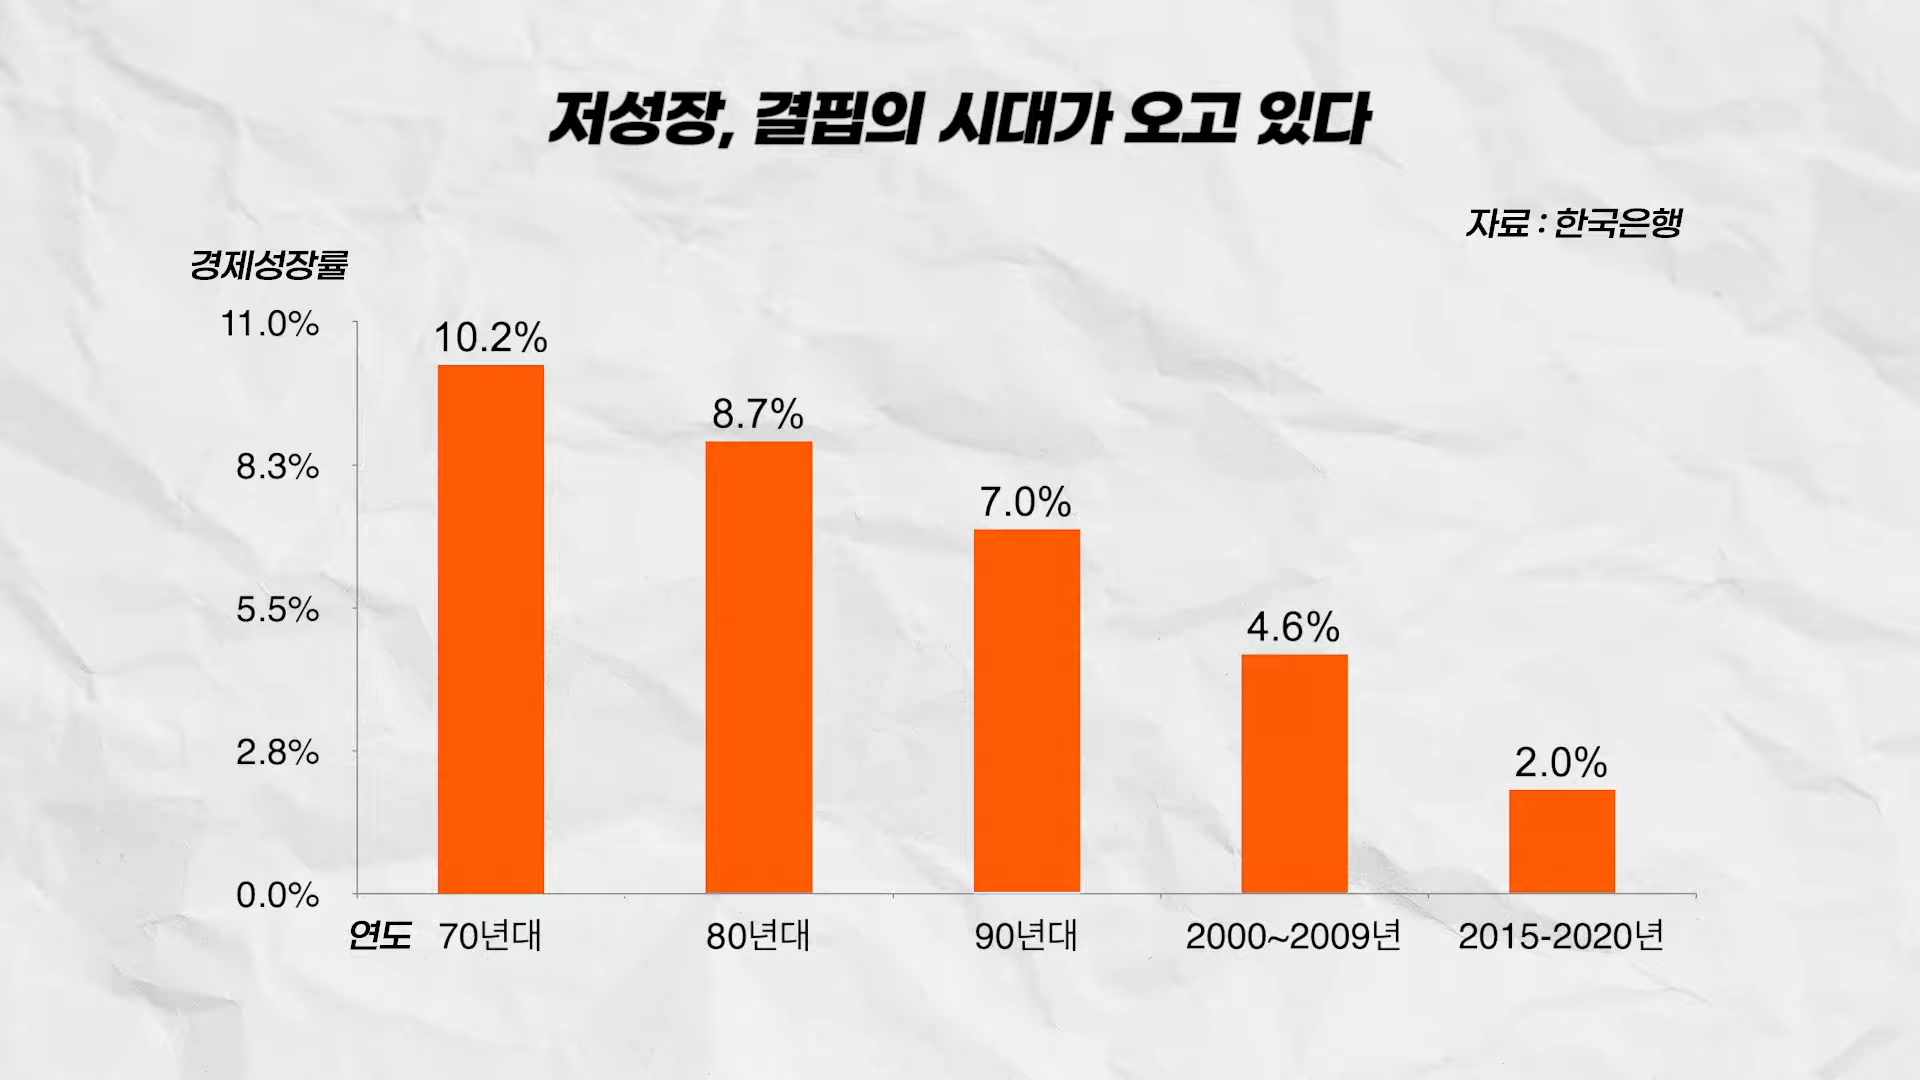 저성장, 결핍의 시대가 오고 있다
자료 : 한국은행
경제성장률
11.0%
8.3%
5.5%
2.8%
0.0%
10.2%
8.7%
7.0%
4.6%
2.0%
연도 70년대 80년대 90년대 2000~2009년 2015-2020년